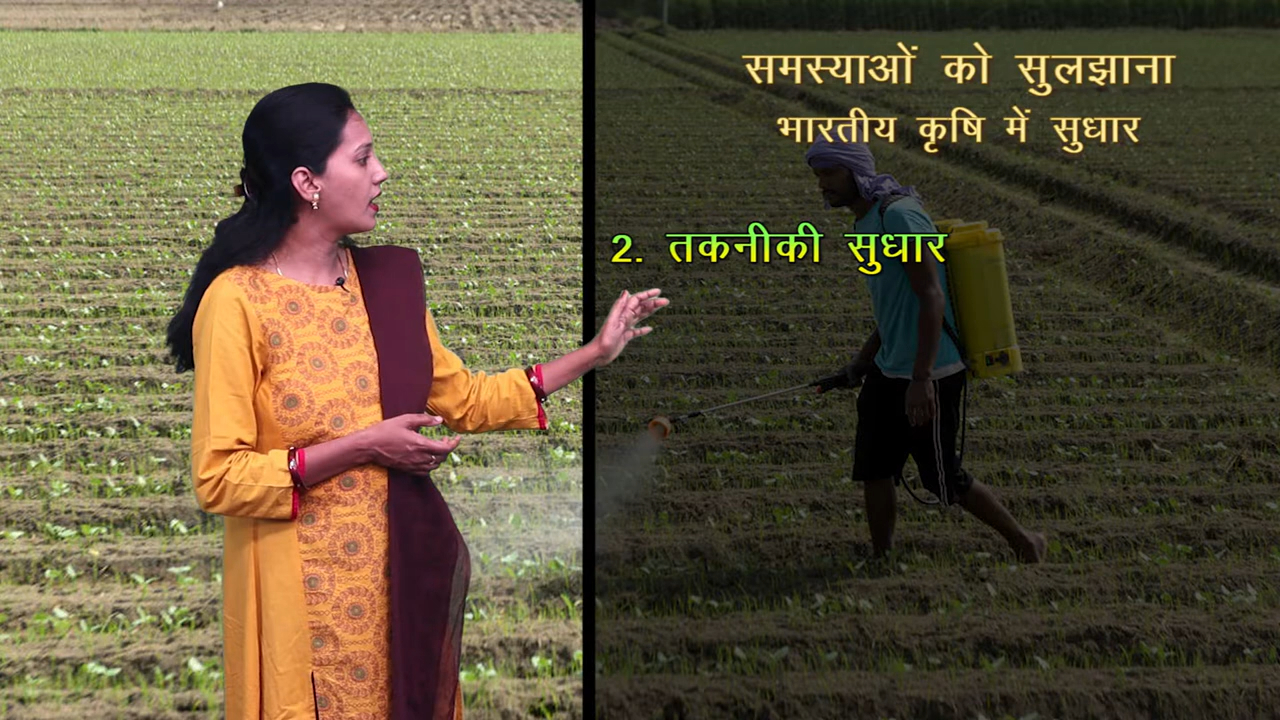 समस्याओं को सुलझाना
भारतीय कृषि में सुधार
2. तकनीकी सुधार